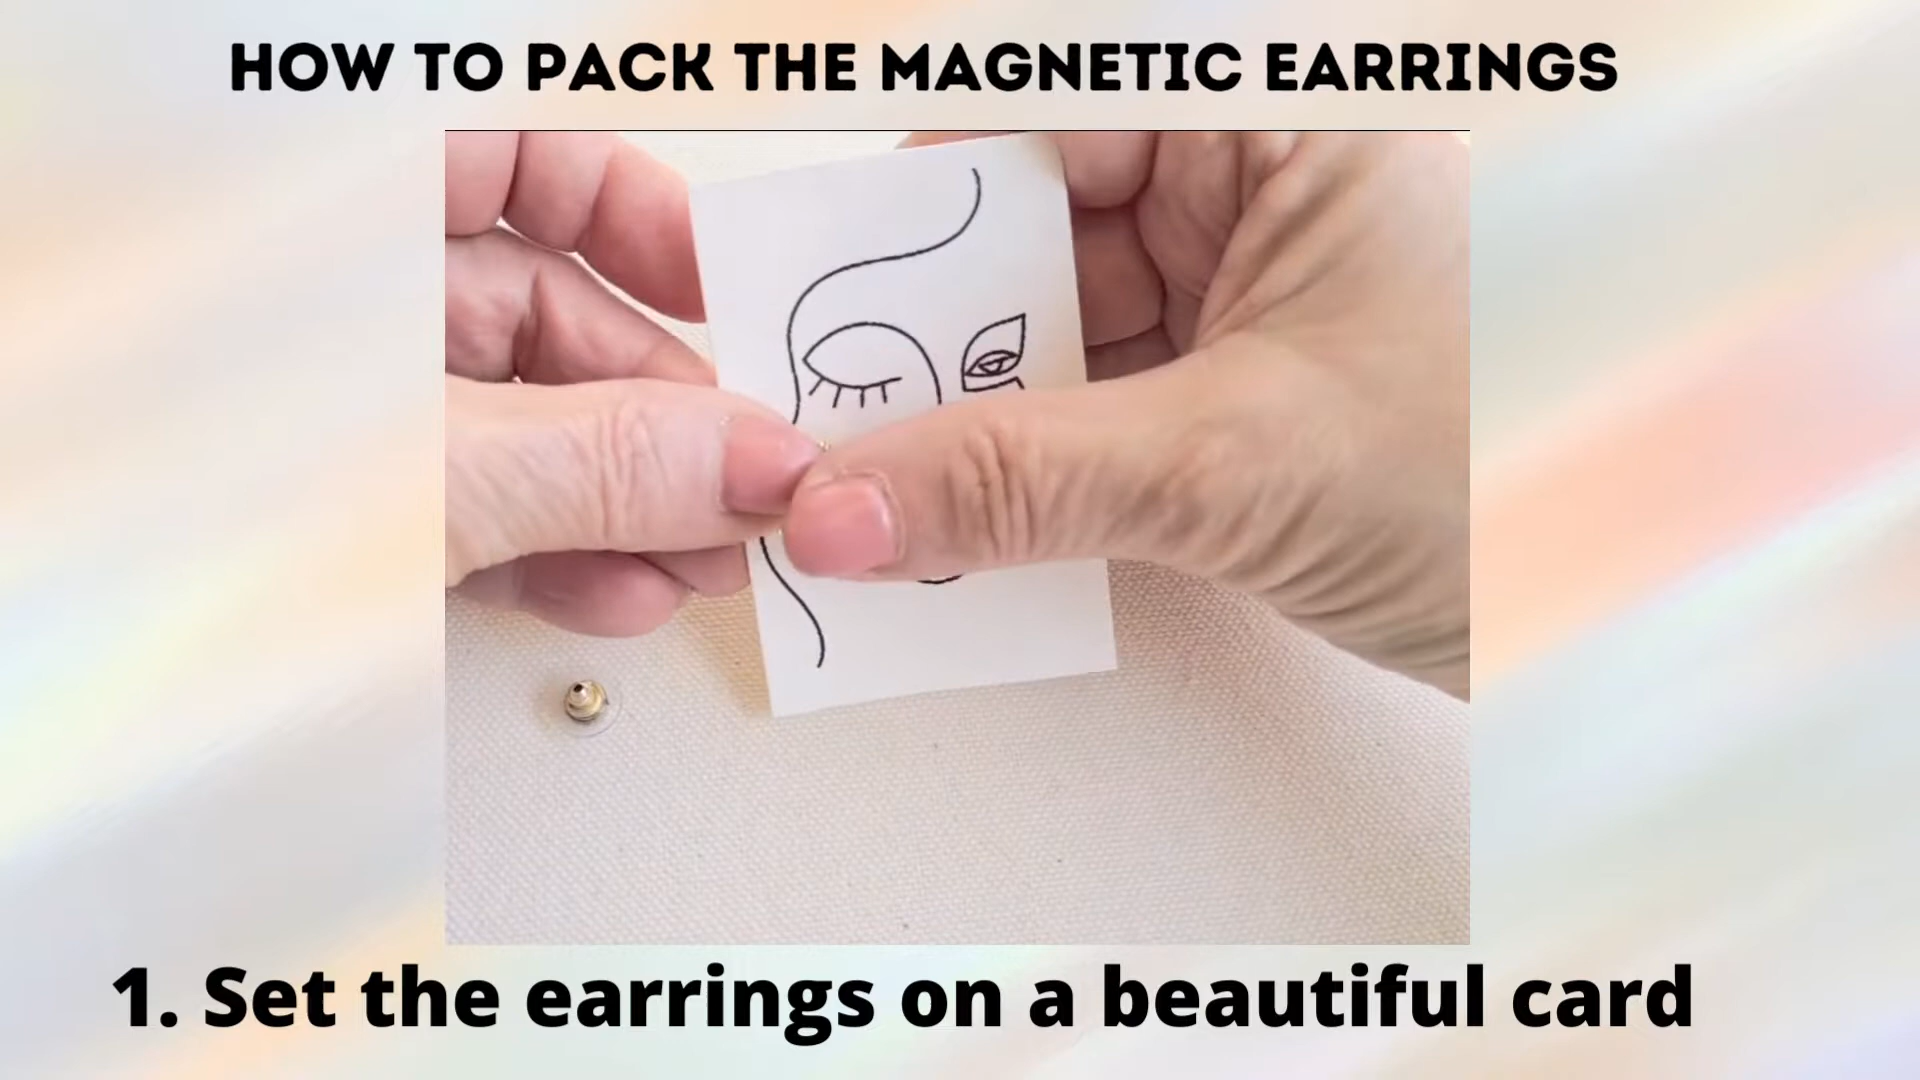 HOW TO PACK THE MAGNETIC EARRINGS
1. Set the earrings on a beautiful card